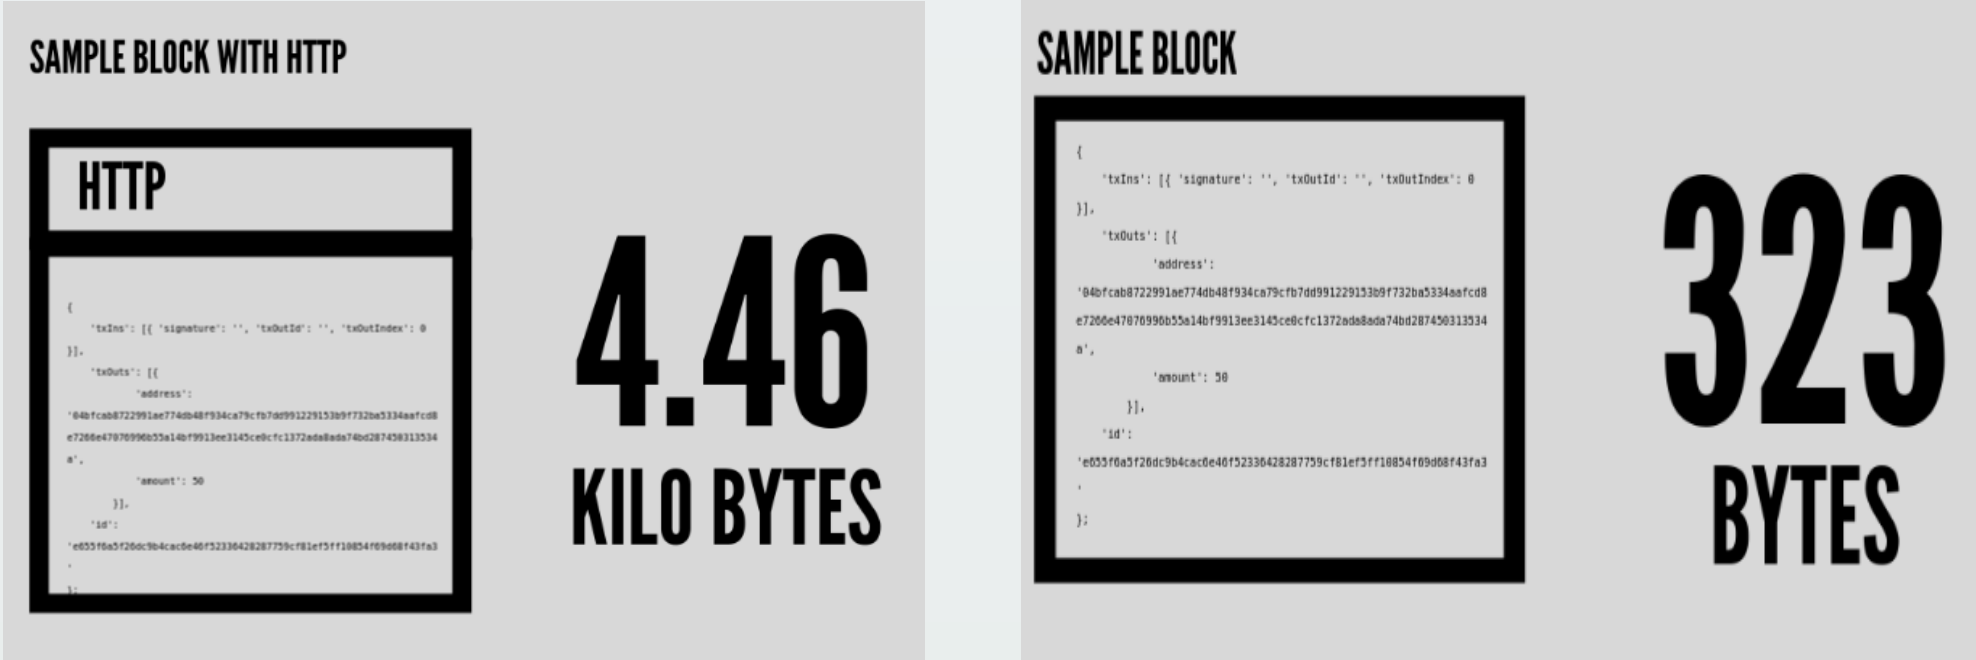 SAMPLE BLOCK WITH HTTP
HTTP
{
'txIns': [{ 'signature': '', 'txOutId': '', 'txOutIndex': 0
}],
'txOuts': [{
'address':
'04bfcab8722991ae774db48f934ca79cfb7dd991229153b9f732ba5334aafcd8
e7266e47076996b55a14bf9913ee3145ce0cfc1372ada8ada74bd287450313534
a',
'amount': 50
}],
'id':
'e655f6a5f26dc9b4cac6e46f52336428287759cf81ef5ff10854f69d68f43fa3
'
};
4.46
KILO BYTES
SAMPLE BLOCK
{
'txIns': [{ 'signature': '', 'txOutId': '', 'txOutIndex': 0
}],
'txOuts': [{
'address':
'04bfcab8722991ae774db48f934ca79cfb7dd991229153b9f732ba5334aafcd8
e7266e47076996b55a14bf9913ee3145ce0cfc1372ada8ada74bd287450313534
a',
'amount': 50
}],
'id':
'e655f6a5f26dc9b4cac6e46f52336428287759cf81ef5ff10854f69d68f43fa3
'
};
323
BYTES